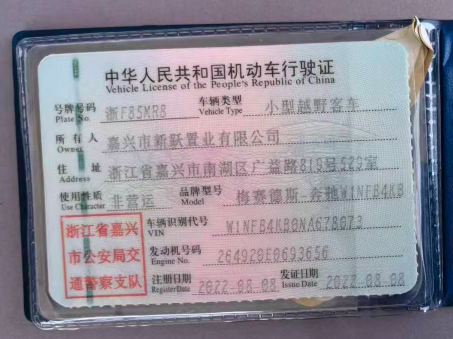 中华人民共和国机动车行驶证
Vehicle License of the People's Republic of China
号牌号码 Plate No. 浙F85MR8 车辆类型 Vehicle Type 小型越野客车
所有人 Owner 嘉兴市新跃置业有限公司
住址 Address 浙江省嘉兴市南湖区广益路819号529室
使用性质 Use Character 非营运 品牌型号 Model 梅赛德斯-奔驰W1NFB4KB
浙江省嘉兴
市公安局交
通警察支队
车辆识别代号 VIN W1NFB4KB0NA678073
发动机号码 Engine No. 264920E0693656
注册日期 Register Date 2022.08.08 发证日期 Issue Date 2022.08.08